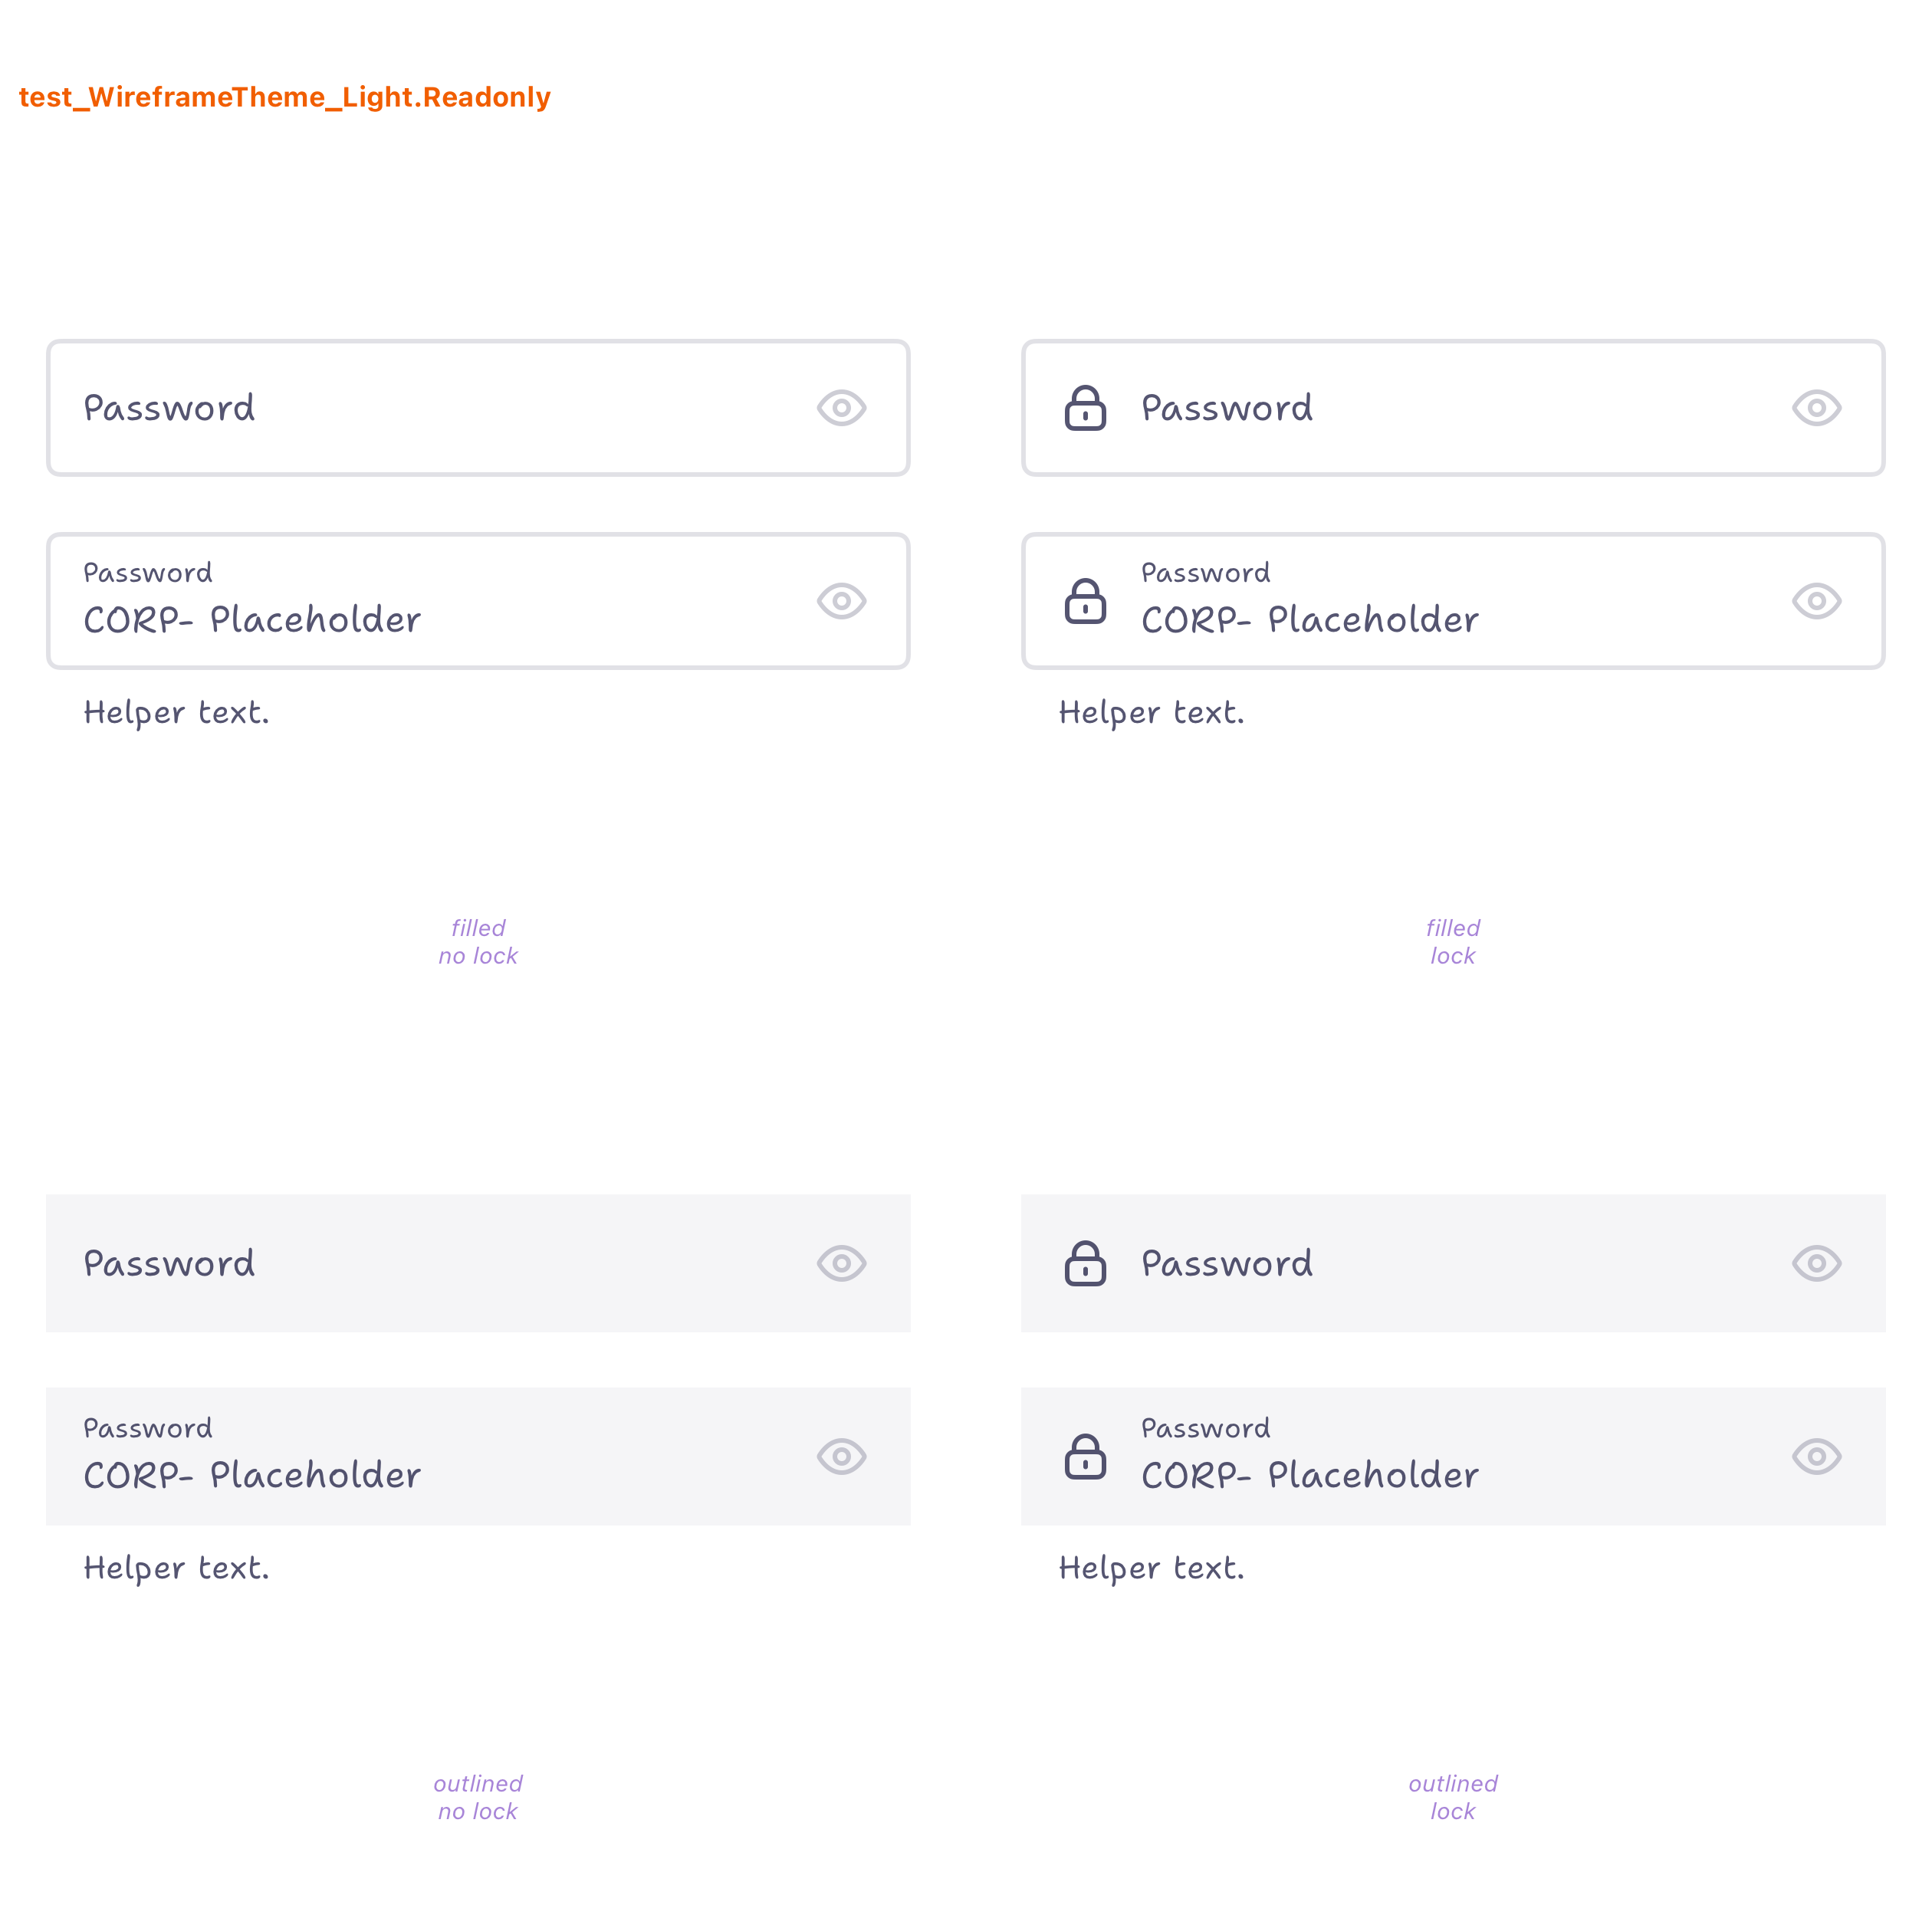 test_WireframeTheme_Light.Readonly
Password
Password
CORP- Placeholder
Helper text.
filled
no lock
Password
Password
CORP- Placeholder
Helper text.
filled
lock
Password
Password
CORP- Placeholder
Helper text.
outlined
no lock
Password
Password
CORP- Placeholder
Helper text.
outlined
lock